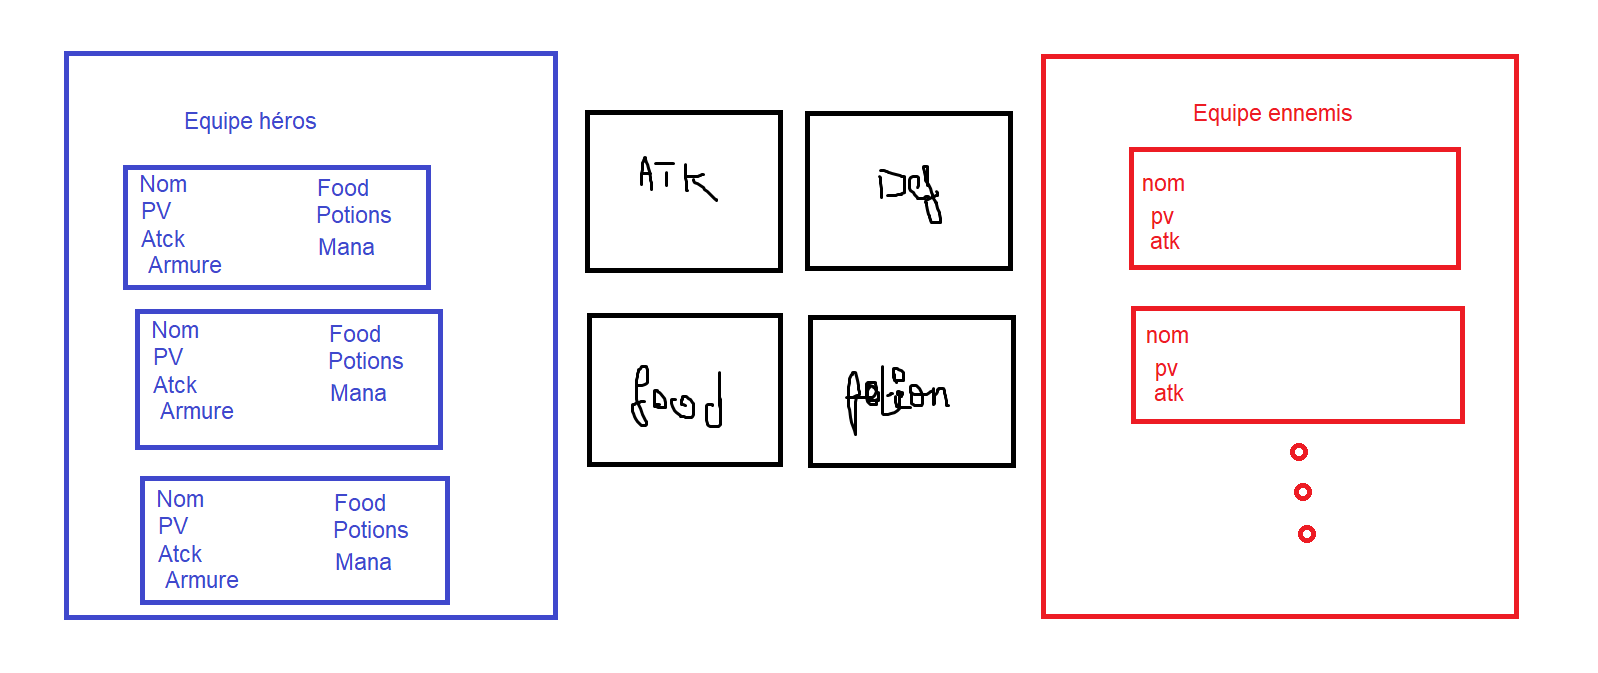 Equipe héros
Nom
PV
Atck
Armure
Food
Potions
Mana
Nom
PV
Atck
Armure
Food
Potions
Mana
Nom
PV
Atck
Armure
Food
Potions
Mana
ATK
Def
food
potion
Equipe ennemis
nom
pv
atk
nom
pv
atk